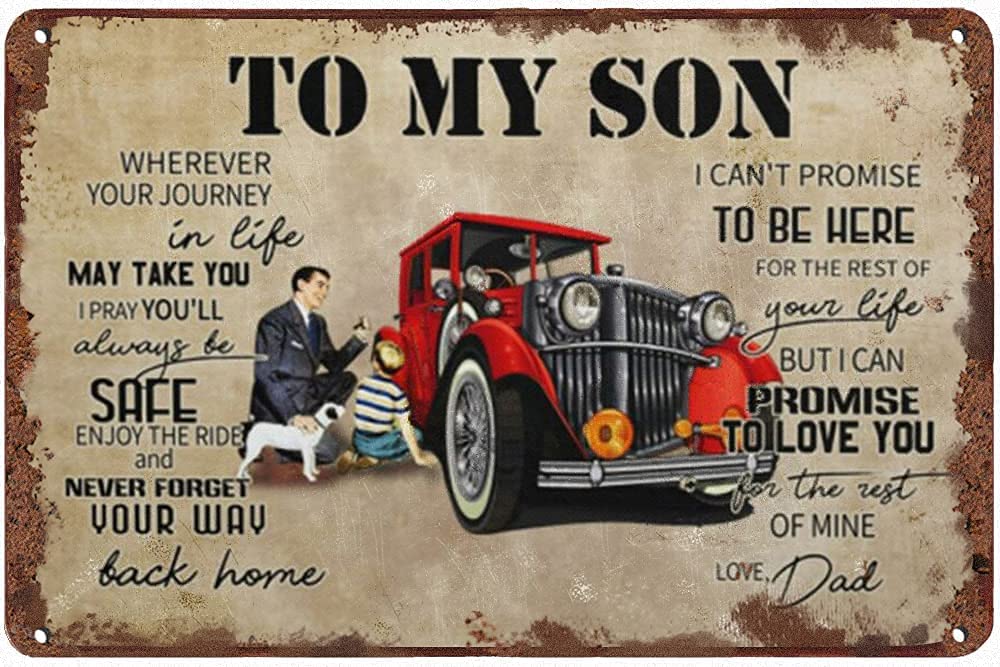 TO MY SON
WHEREVER
YOUR JOURNEY
in life
MAY TAKE YOU
I PRAY YOU'LL
always be
SAFE
ENJOY THE RIDE
and
NEVER FORGET
YOUR WAY
back home
I CAN'T PROMISE
TO BE HERE
FOR THE REST OF
your life
BUT I CAN
PROMISE
TO LOVE YOU
for the rest
OF MINE
LOVE, Dad